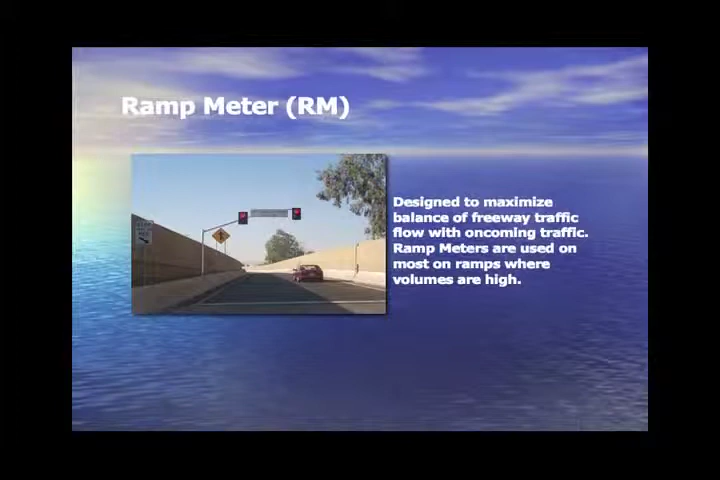 Ramp Meter (RM)
Designed to maximize
balance of freeway traffic
flow with oncoming traffic.
Ramp Meters are used on
most on ramps where
volumes are high.